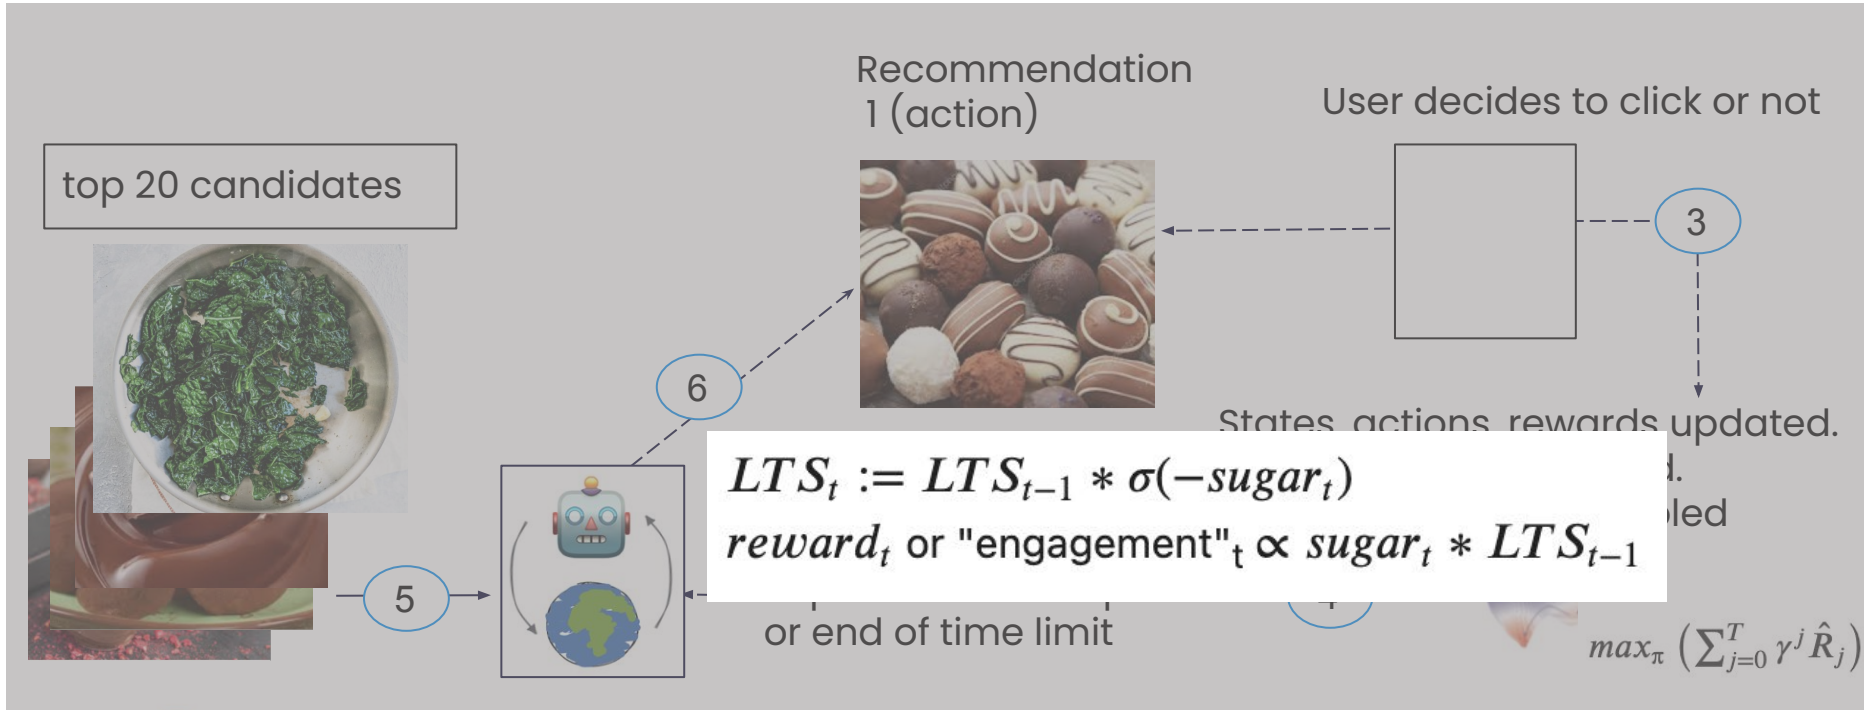 Recommendation
1 (action)
User decides to click or not
top 20 candidates
3
6
States, actions, rewards updated.
LTS_t := LTS_{t−1} * σ(−sugar_t)
reward_t or "engagement"_t ∝ sugar_t * LTS_{t−1}
5
or end of time limit
max_π (∑_{j=0}^{T} γ^j R̂_j)